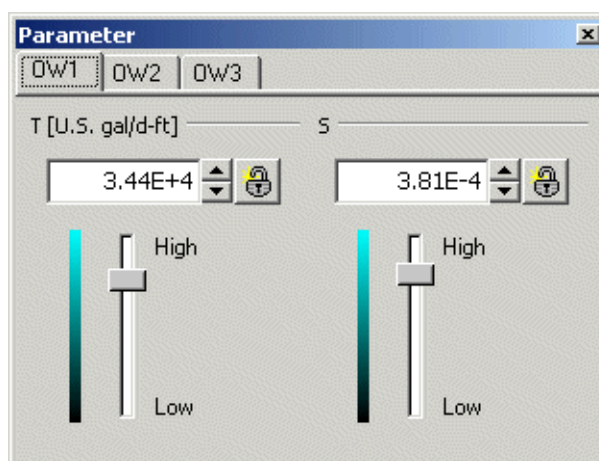 Parameter
OW1 OW2 OW3
T [U.S. gal/d-ft] S
3.44E+4 3.81E-4
High High
Low Low